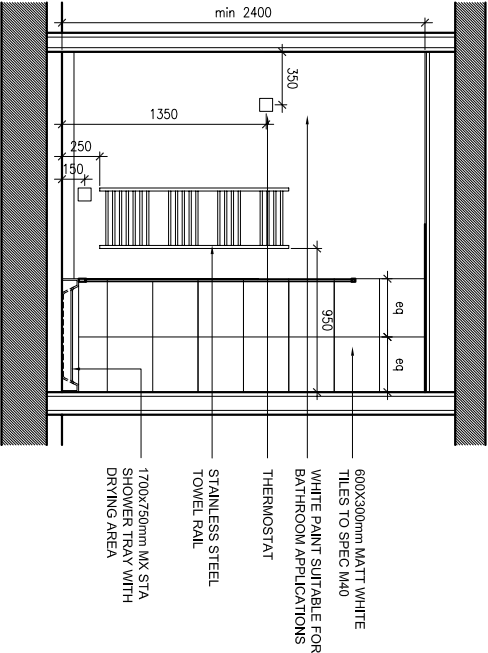 min 2400
350
1350
250
150
950
eq
eq
600X300mm MATT WHITE
TILES TO SPEC M40
WHITE PAINT SUITABLE FOR
BATHROOM APPLICATIONS
THERMOSTAT
STAINLESS STEEL
TOWEL RAIL
1700x750mm MX STA
SHOWER TRAY WITH
DRYING AREA